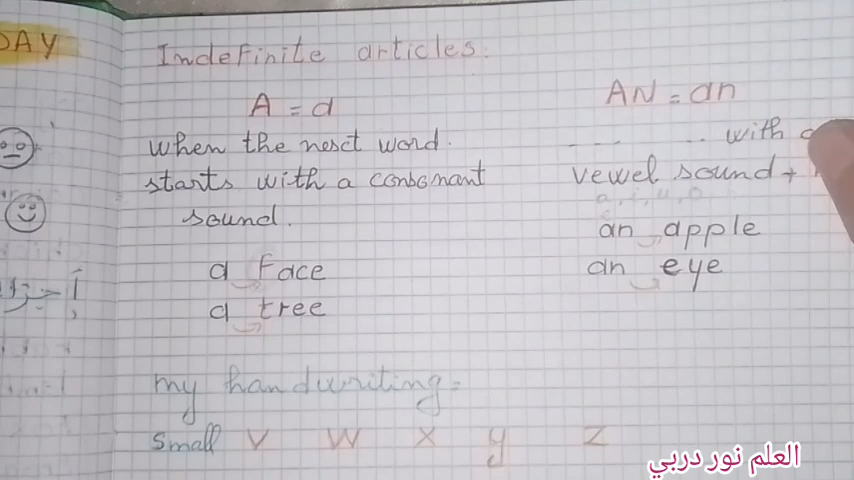 DAY
Indefinite articles.
A = a
when the next word.
starts with a consonant
sound.
a face
a tree
AN = an
--- --- with a
vewel sound +
a, i, u, o
an apple
an eye
my handwriting =
small v w x y z
العلم نور دربي